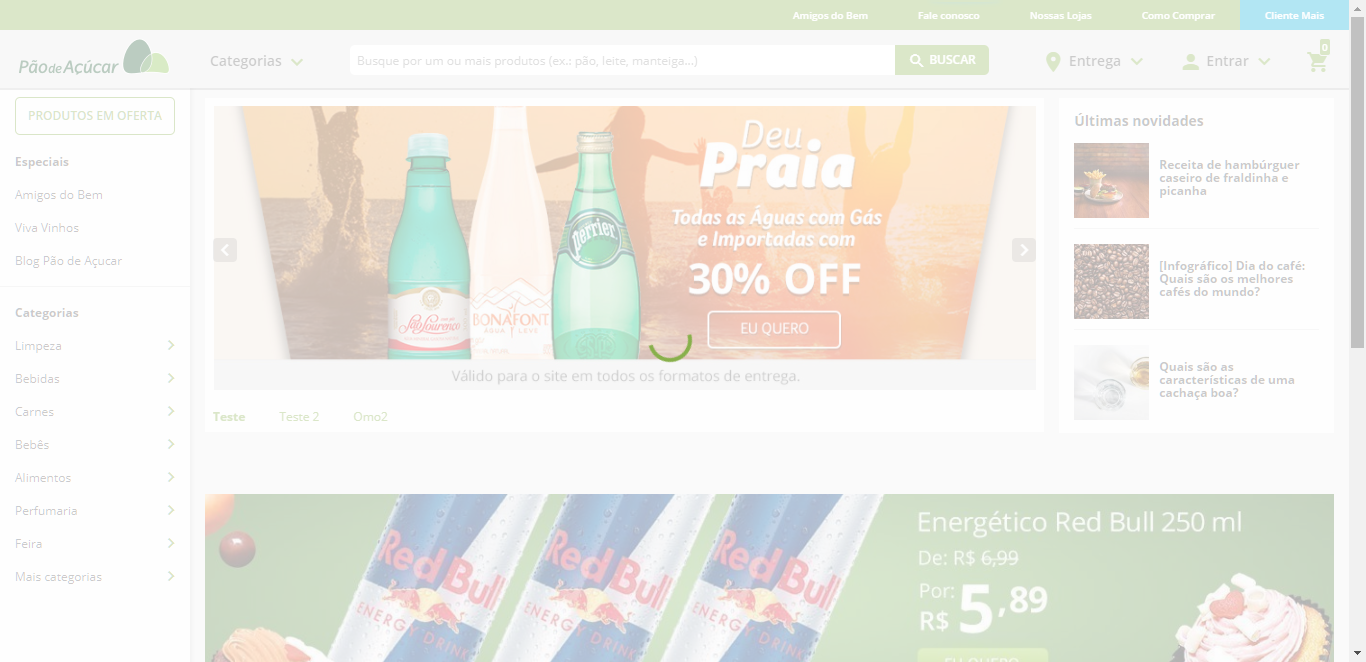 Amigos do Bem
Fale conosco
Nossas Lojas
Como Comprar
Cliente Mais
Pão de Açúcar
Categorias
Busque por um ou mais produtos (ex.: pão, leite, manteiga...)
BUSCAR
Entrega
Entrar
0
PRODUTOS EM OFERTA
Especiais
Amigos do Bem
Viva Vinhos
Blog Pão de Açucar
Categorias
Limpeza
Bebidas
Carnes
Bebês
Alimentos
Perfumaria
Feira
Mais categorias
Deu
Praia
Todas as Águas com Gás
e Importadas com
30% OFF
EU QUERO
São Lourenço
BONAFONT
ÁGUA LEVE
perrier
Válido para o site em todos os formatos de entrega.
Teste
Teste 2
Omo2
Últimas novidades
Receita de hambúrguer
caseiro de fraldinha e
picanha
[Infográfico] Dia do café:
Quais são os melhores
cafés do mundo?
Quais são as
características de uma
cachaça boa?
Red Bull
ENERGY DRINK
Red Bull
ENERGY DRINK
Red Bull
ENERGY DRINK
Energético Red Bull 250 ml
De: R$ 6,99
Por:
R$ 5,89
EU QUERO